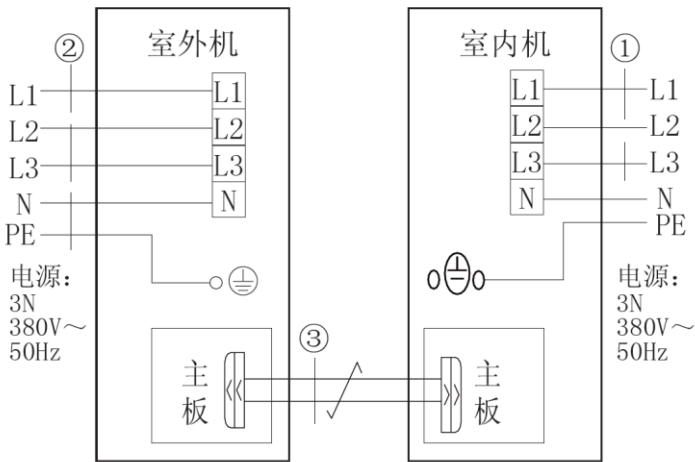 ② 室外机
L1 L1
L2 L2
L3 L3
N N
PE
电源：
3N
380V～
50Hz
主
板
③
室内机 ①
L1 L1
L2 L2
L3 L3
N N
PE
电源：
3N
380V～
50Hz
主
板